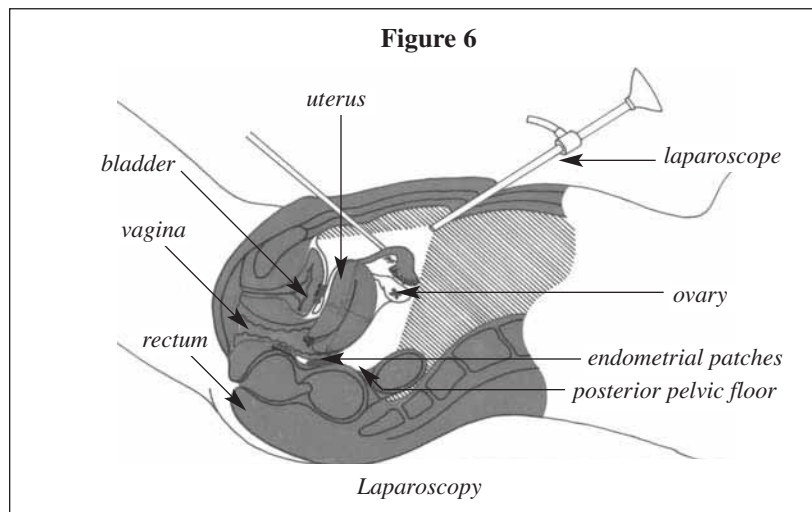 Figure 6
uterus
laparoscope
bladder
vagina
ovary
rectum
endometrial patches
posterior pelvic floor
Laparoscopy